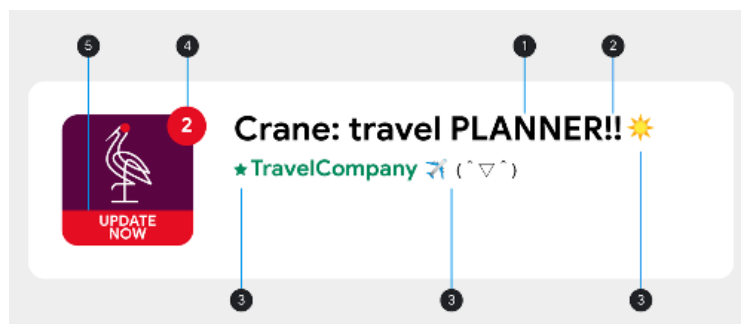 5 4 1 2
2
Crane: travel PLANNER!!☀️
★TravelCompany ✈️ (ˆ▽ˆ)
UPDATE
NOW
3 3 3